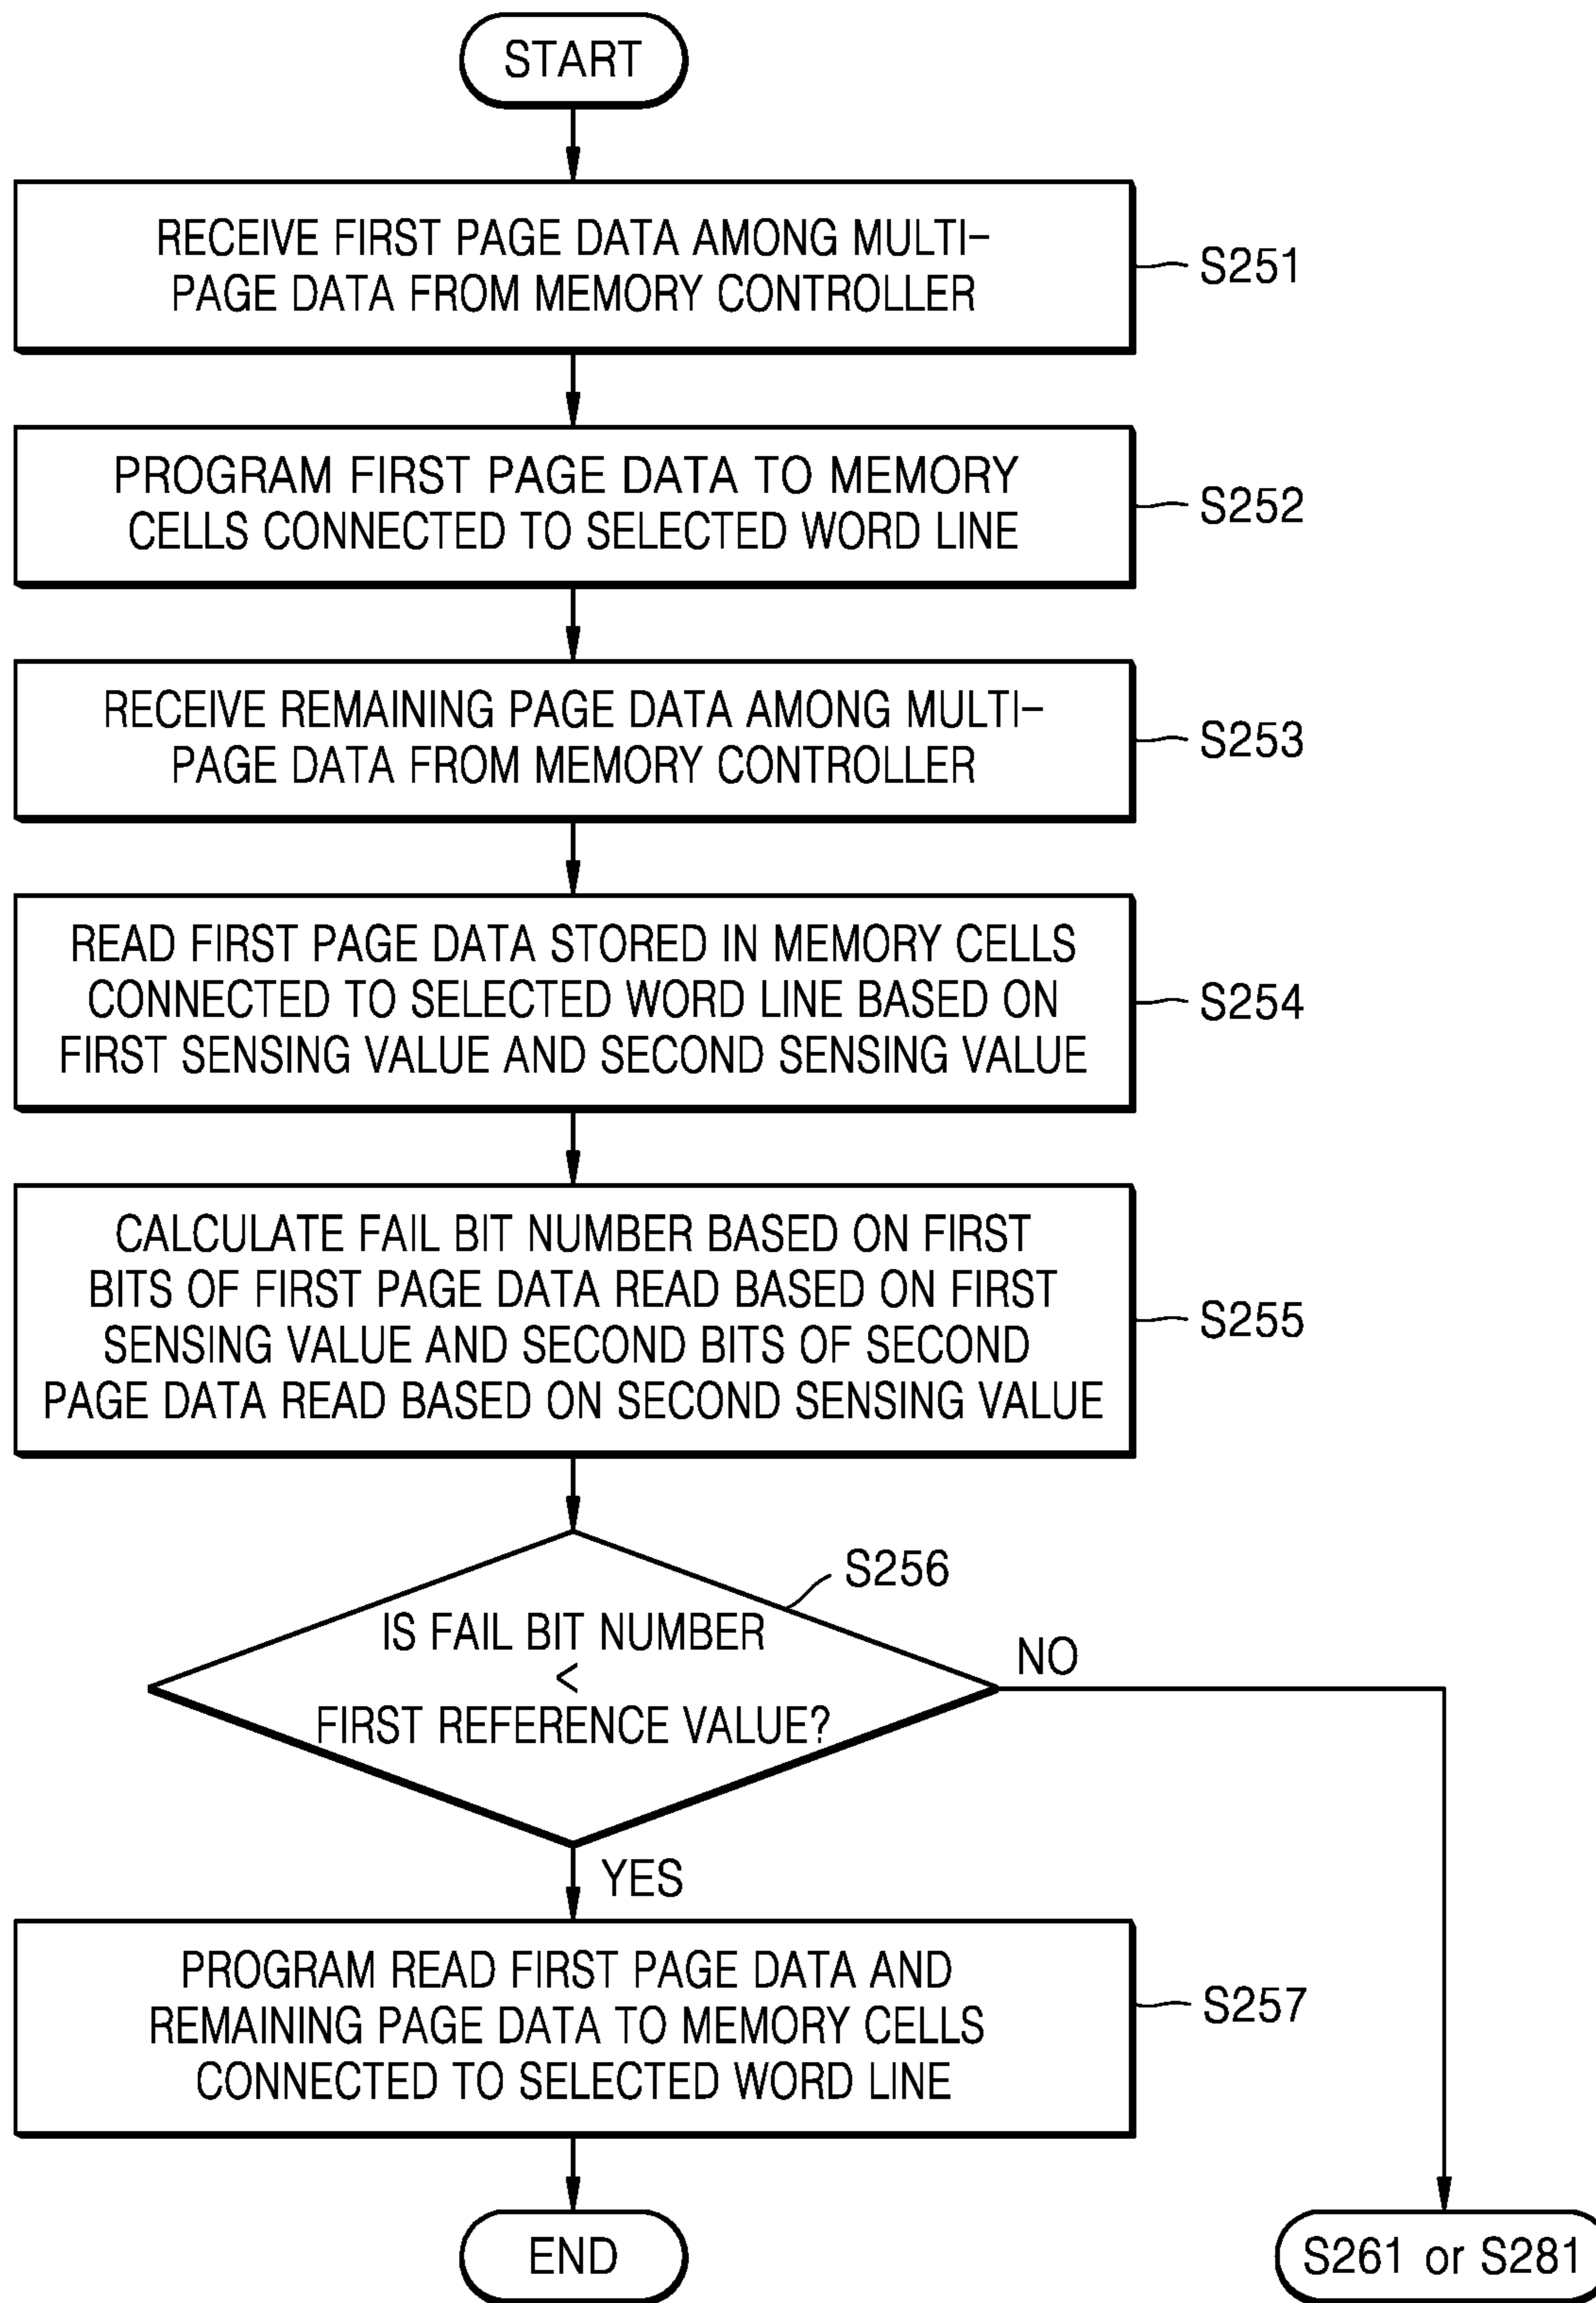 START
RECEIVE FIRST PAGE DATA AMONG MULTI-
PAGE DATA FROM MEMORY CONTROLLER
S251
PROGRAM FIRST PAGE DATA TO MEMORY
CELLS CONNECTED TO SELECTED WORD LINE
S252
RECEIVE REMAINING PAGE DATA AMONG MULTI-
PAGE DATA FROM MEMORY CONTROLLER
S253
READ FIRST PAGE DATA STORED IN MEMORY CELLS
CONNECTED TO SELECTED WORD LINE BASED ON
FIRST SENSING VALUE AND SECOND SENSING VALUE
S254
CALCULATE FAIL BIT NUMBER BASED ON FIRST
BITS OF FIRST PAGE DATA READ BASED ON FIRST
SENSING VALUE AND SECOND BITS OF SECOND
PAGE DATA READ BASED ON SECOND SENSING VALUE
S255
S256
IS FAIL BIT NUMBER
<
FIRST REFERENCE VALUE?
NO
YES
PROGRAM READ FIRST PAGE DATA AND
REMAINING PAGE DATA TO MEMORY CELLS
CONNECTED TO SELECTED WORD LINE
S257
END
S261 or S281